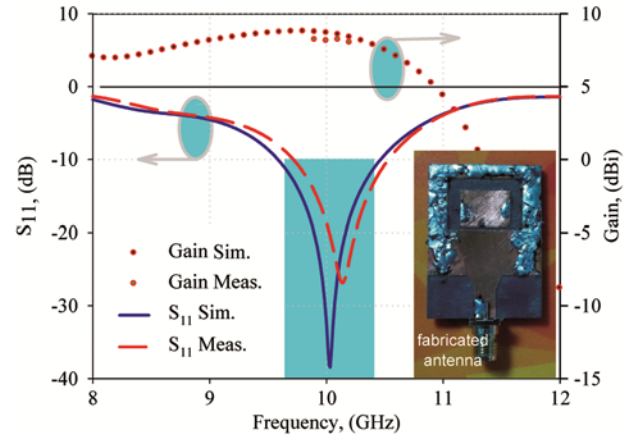 10
10
0
5
-10
0
-20
-5
-30
-10
-40
-15
S11, (dB)
Gain, (dBi)
Gain Sim.
Gain Meas.
S11 Sim.
S11 Meas.
fabricated
antenna
8
9
10
11
12
Frequency, (GHz)